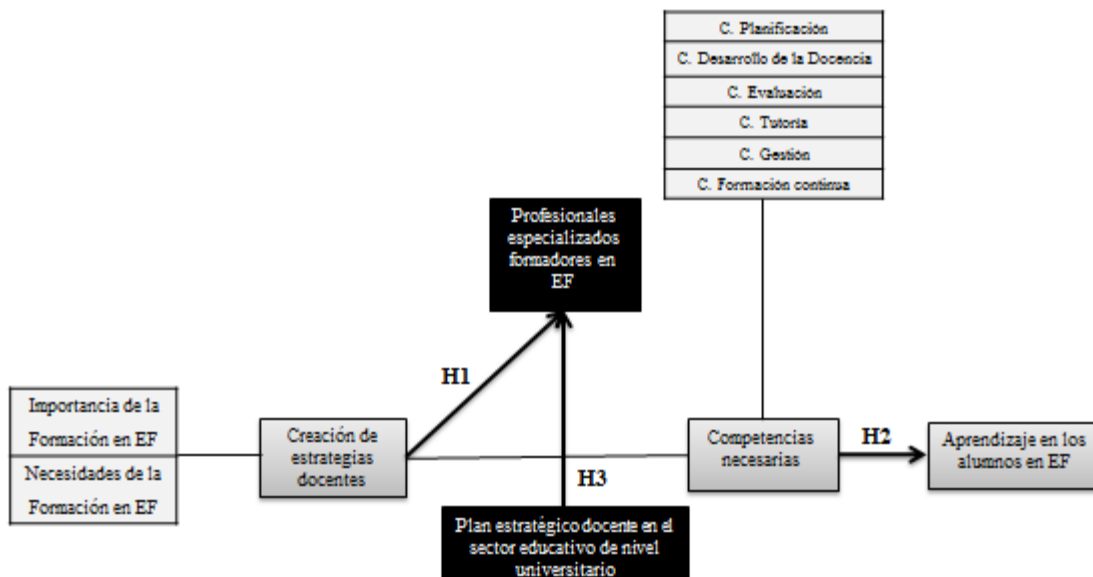 C. Planificación
C. Desarrollo de la Docencia
C. Evaluación
C. Tutoría
C. Gestión
C. Formación continua
Profesionales
especializados
formadores en
EF
H1
Importancia de la
Formación en EF
Necesidades de la
Formación en EF
Creación de
estrategias
docentes
Competencias
necesarias
H2
Aprendizaje en los
alumnos en EF
H3
Plan estratégico docente en el
sector educativo de nivel
universitario